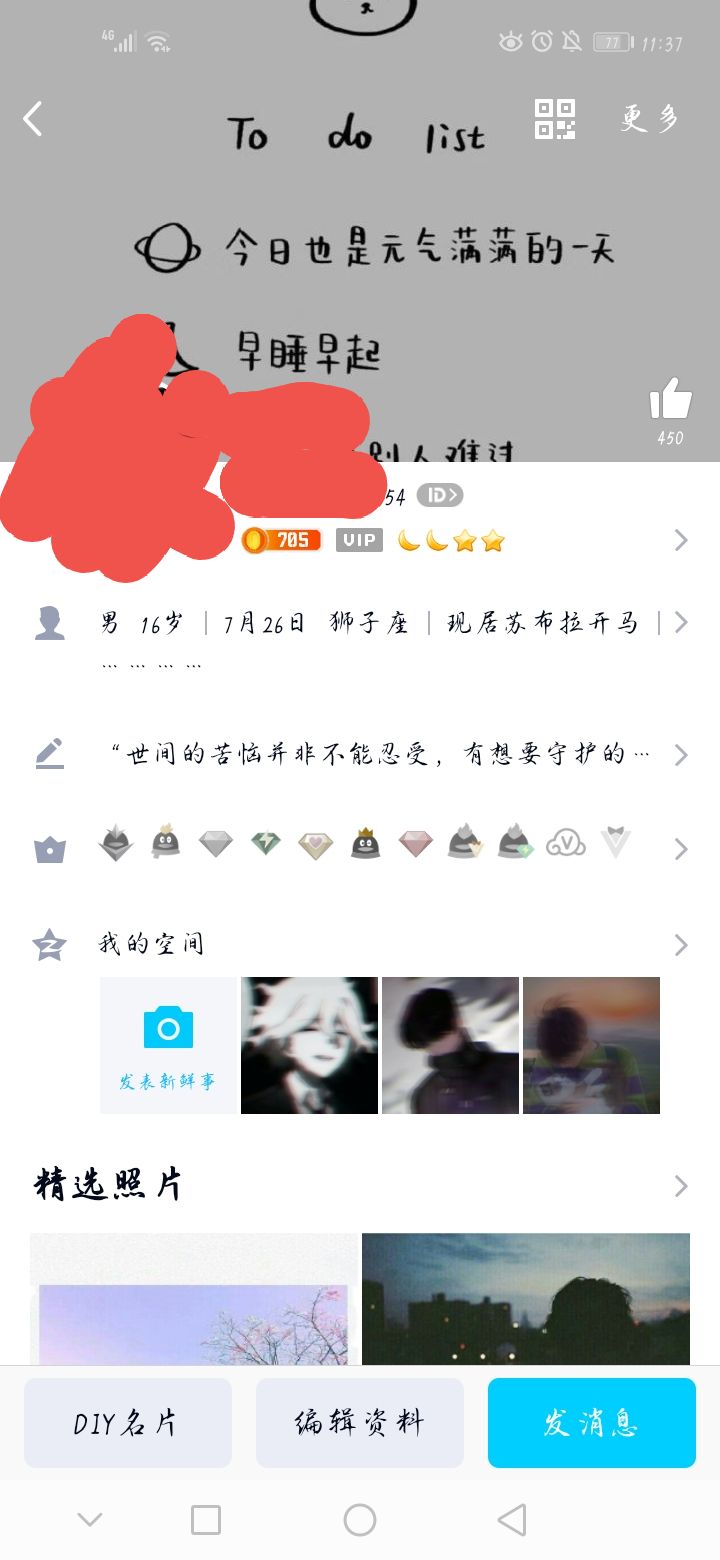 4G 77 11:37
更多
To do list
今日也是元气满满的一天
早睡早起
别人难过
450
54 ID
705 VIP
男 16岁 | 7月26日 狮子座 | 现居苏布拉开马 |
… … … …
“世间的苦恼并非不能忍受，有想要守护的…
我的空间
发表新鲜事
精选照片
DIY名片 编辑资料 发消息